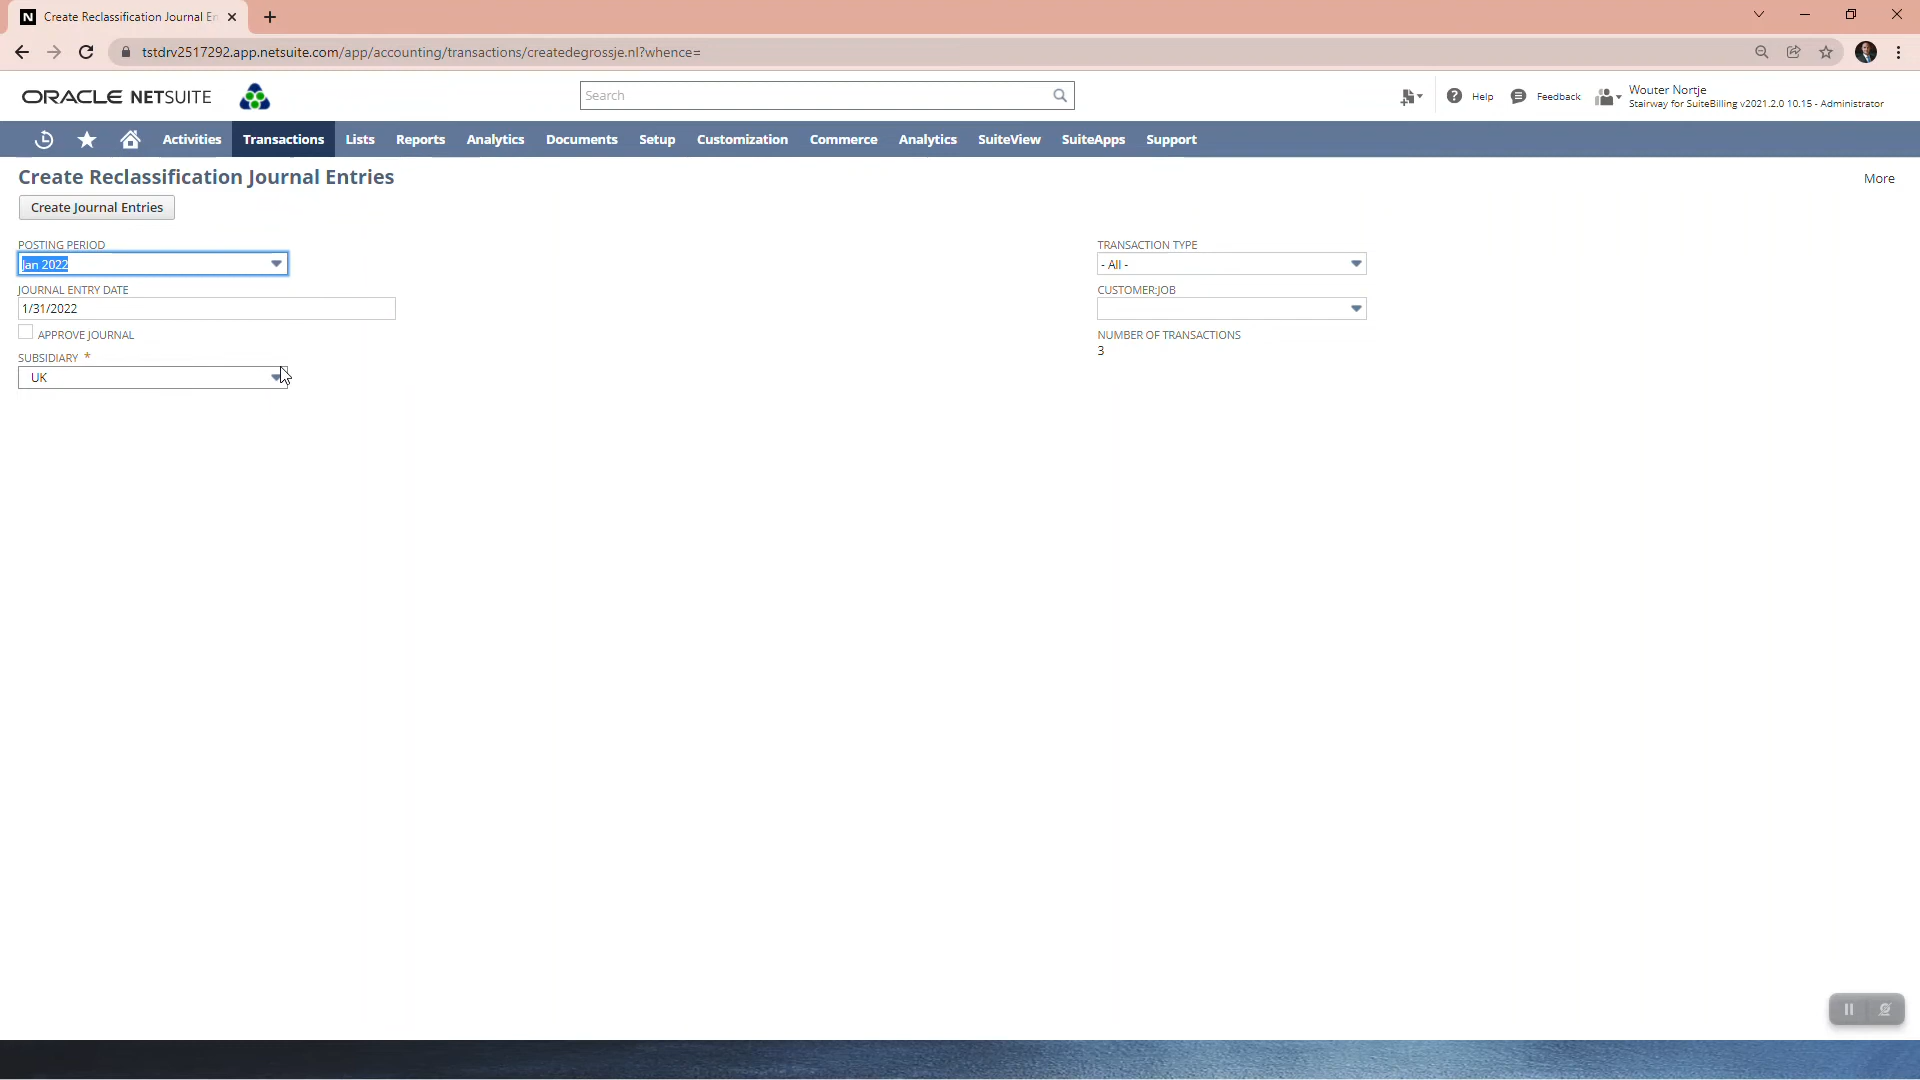 Create Reclassification Journal En
tstdrv2517292.app.netsuite.com/app/accounting/transactions/createdegrossje.nl?whence=
ORACLE NETSUITE
Search
Help
Feedback
Wouter Nortje
Stairway for SuiteBilling v2021.2.0 10.15 - Administrator
Activities Transactions Lists Reports Analytics Documents Setup Customization Commerce Analytics SuiteView SuiteApps Support
Create Reclassification Journal Entries
More
Create Journal Entries
POSTING PERIOD
Jan 2022
JOURNAL ENTRY DATE
1/31/2022
APPROVE JOURNAL
SUBSIDIARY *
UK
TRANSACTION TYPE
- All -
CUSTOMER:JOB
NUMBER OF TRANSACTIONS
3